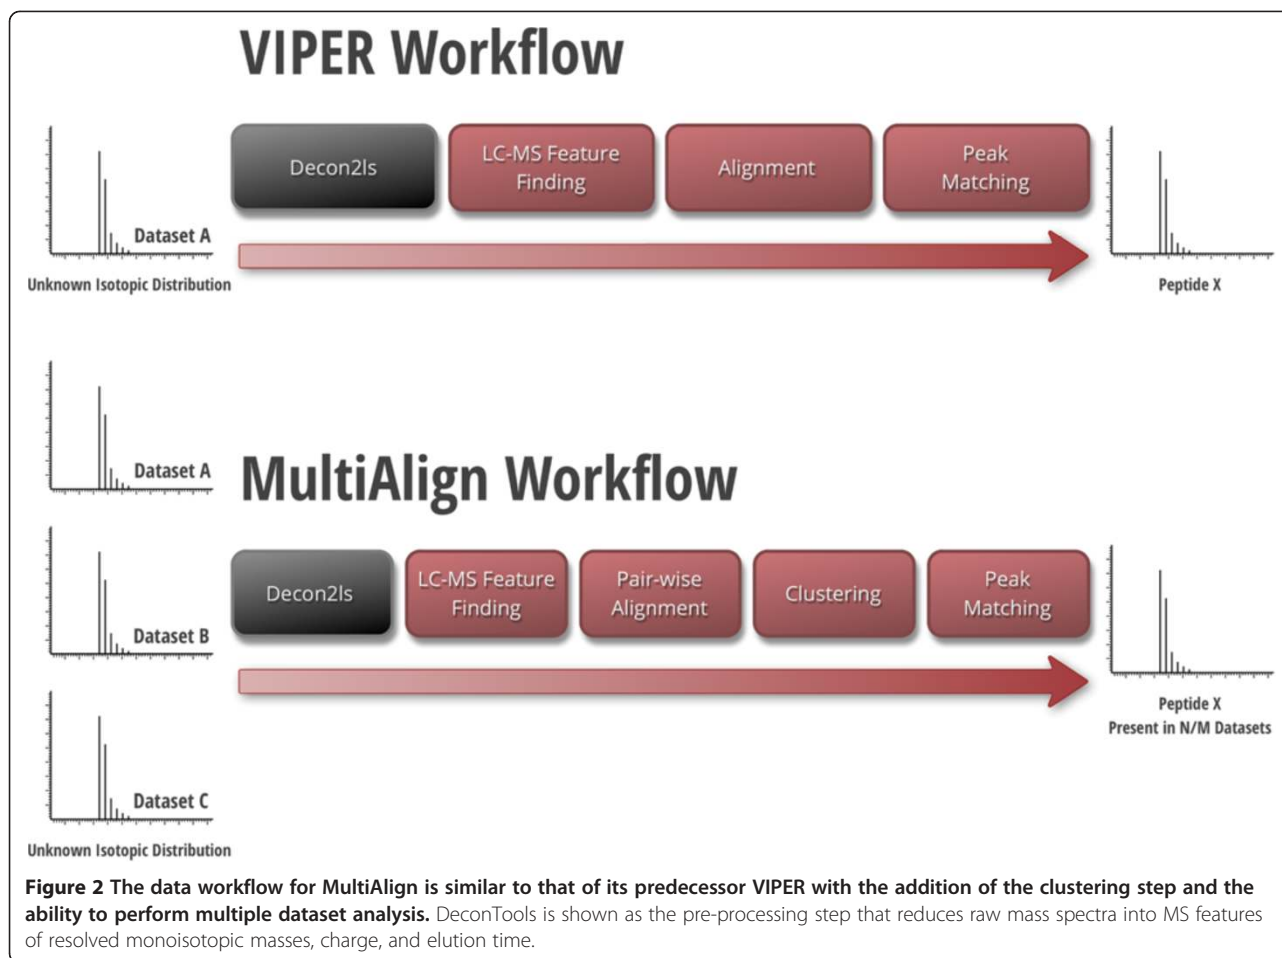 VIPER Workflow
Decon2ls
LC-MS Feature
Finding
Alignment
Peak
Matching
Dataset A
Unknown Isotopic Distribution
Peptide X
Dataset A
MultiAlign Workflow
Dataset B
Decon2ls
LC-MS Feature
Finding
Pair-wise
Alignment
Clustering
Peak
Matching
Dataset C
Unknown Isotopic Distribution
Peptide X
Present in N/M Datasets
Figure 2 The data workflow for MultiAlign is similar to that of its predecessor VIPER with the addition of the clustering step and the
ability to perform multiple dataset analysis. DeconTools is shown as the pre-processing step that reduces raw mass spectra into MS features
of resolved monoisotopic masses, charge, and elution time.